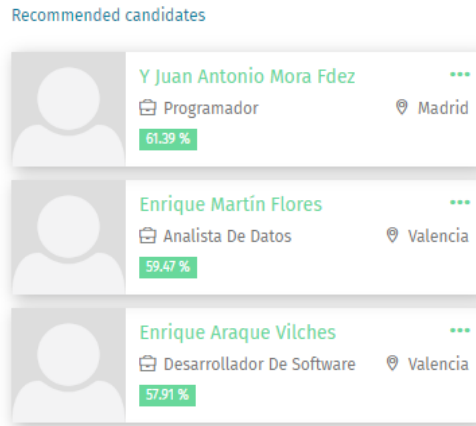 Recommended candidates
Y Juan Antonio Mora Fdez
Programador Madrid
61.39 %
Enrique Martín Flores
Analista De Datos Valencia
59.47 %
Enrique Araque Vilches
Desarrollador De Software Valencia
57.91 %